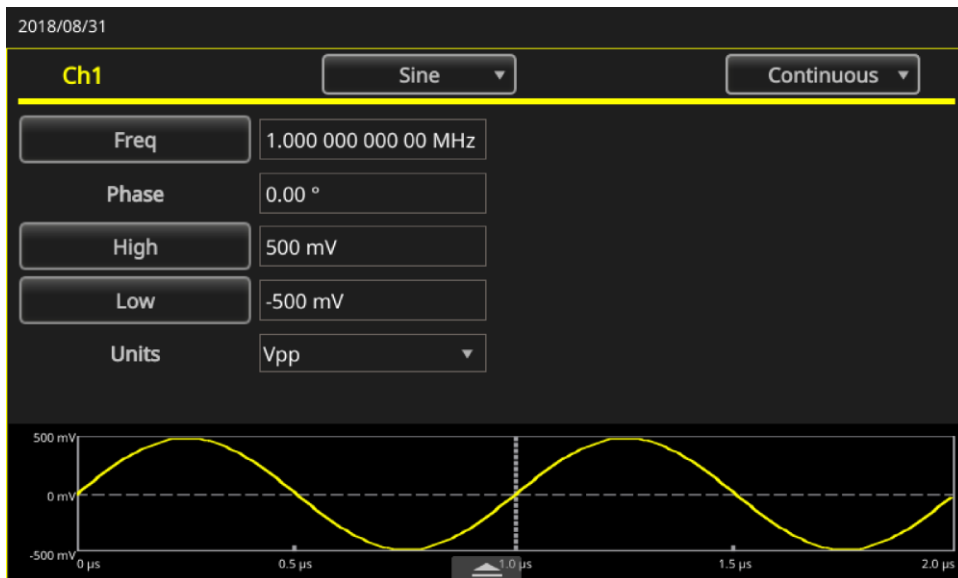 2018/08/31
Ch1 Sine Continuous
Freq 1.000 000 000 00 MHz
Phase 0.00 °
High 500 mV
Low -500 mV
Units Vpp
500 mV
0 mV
-500 mV
0 µs 0.5 µs 1.0 µs 1.5 µs 2.0 µs